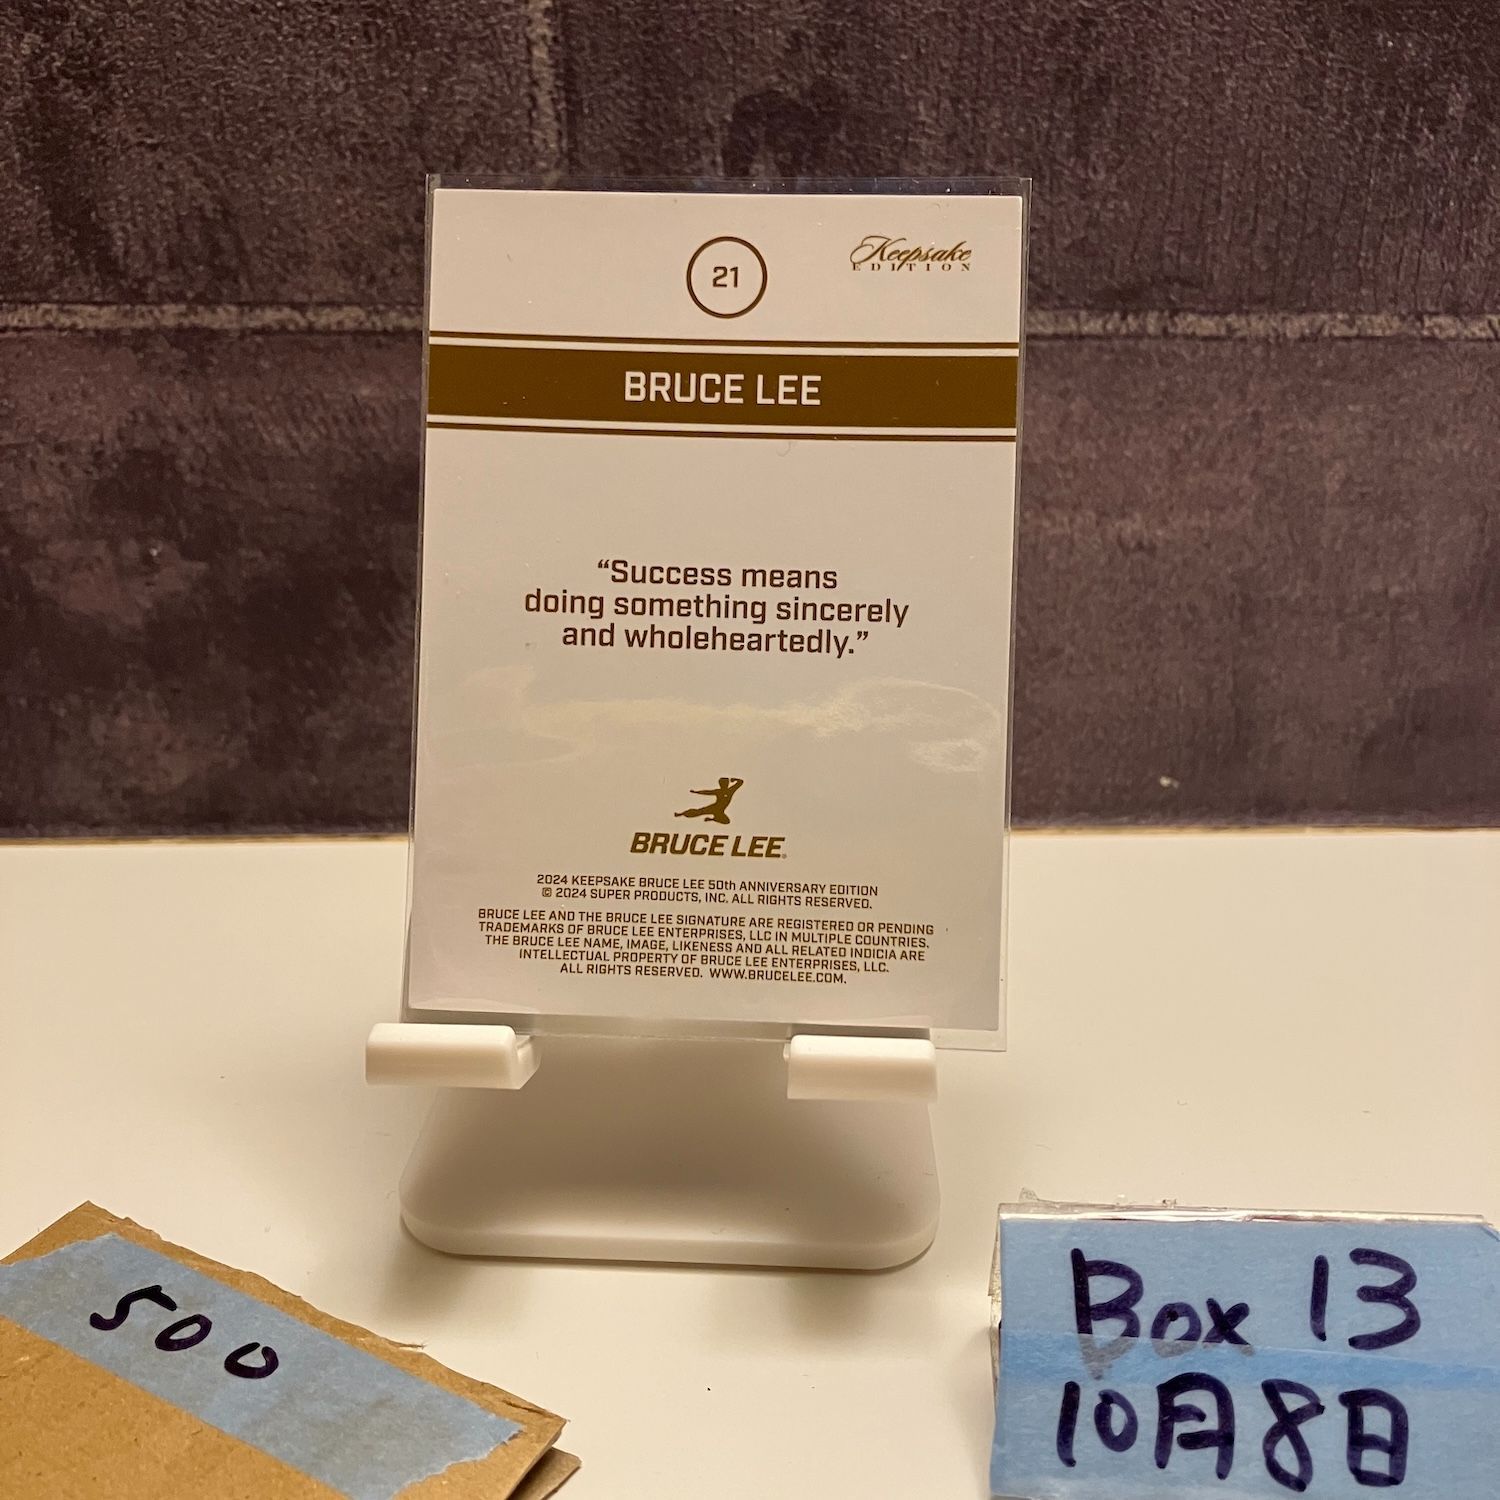 21
Keepsake
EDITION
BRUCE LEE
“Success means
doing something sincerely
and wholeheartedly.”
BRUCE LEE®
2024 KEEPSAKE BRUCE LEE 50th ANNIVERSARY EDITION
© 2024 SUPER PRODUCTS, INC. ALL RIGHTS RESERVED.
BRUCE LEE AND THE BRUCE LEE SIGNATURE ARE REGISTERED OR PENDING
TRADEMARKS OF BRUCE LEE ENTERPRISES, LLC IN MULTIPLE COUNTRIES.
THE BRUCE LEE NAME, IMAGE, LIKENESS AND ALL RELATED INDICIA ARE
INTELLECTUAL PROPERTY OF BRUCE LEE ENTERPRISES, LLC.
ALL RIGHTS RESERVED. WWW.BRUCELEE.COM.
500
Box 13
10月8日